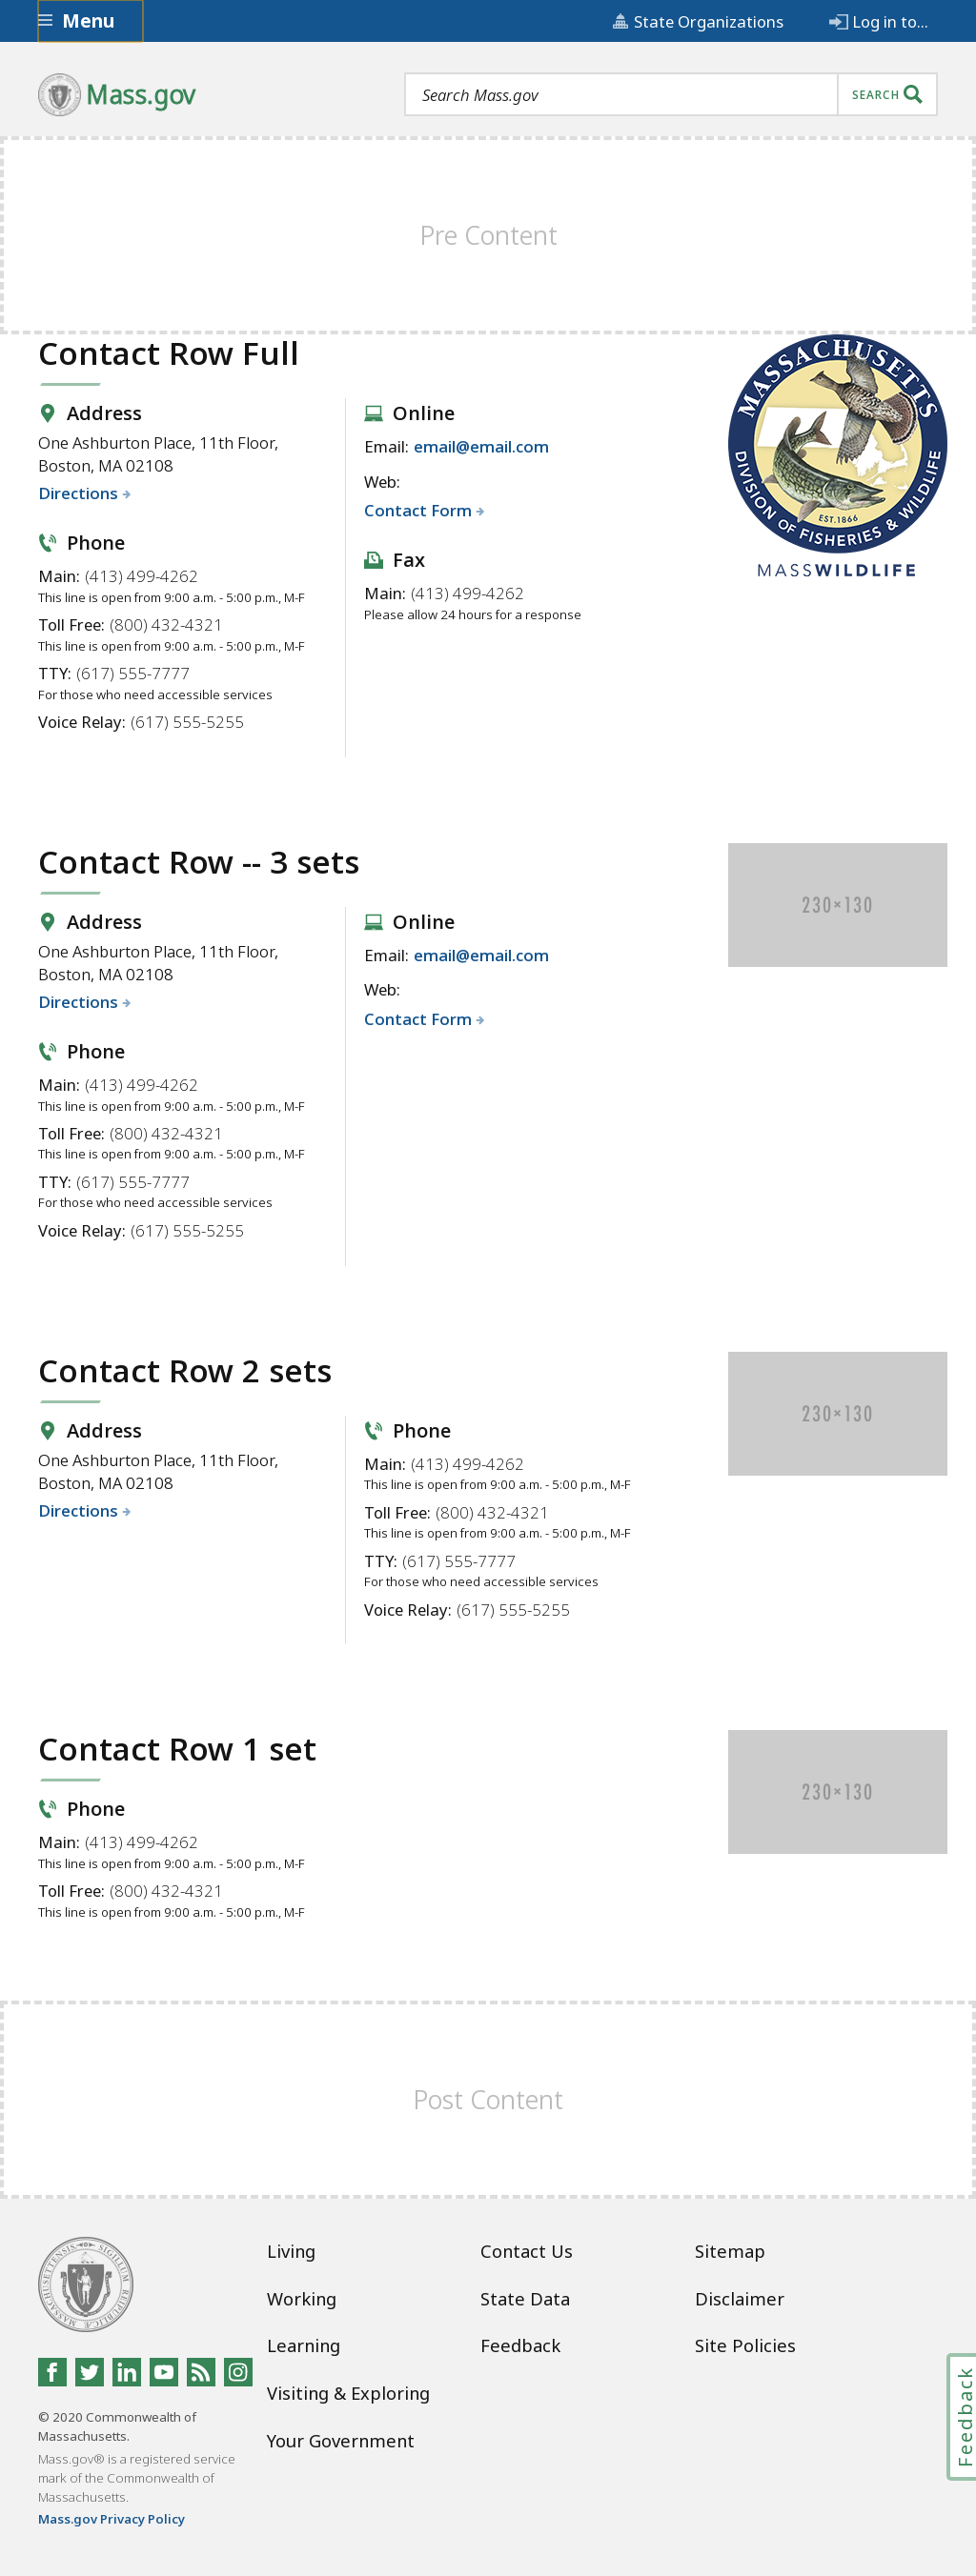 Menu
State Organizations
Log in to...
Mass.gov
Search Mass.gov
SEARCH
Pre Content
Contact Row Full
Address
One Ashburton Place, 11th Floor,
Boston, MA 02108
Directions
Phone
Main: (413) 499-4262
This line is open from 9:00 a.m. - 5:00 p.m., M-F
Toll Free: (800) 432-4321
This line is open from 9:00 a.m. - 5:00 p.m., M-F
TTY: (617) 555-7777
For those who need accessible services
Voice Relay: (617) 555-5255
Online
Email: email@email.com
Web:
Contact Form
Fax
Main: (413) 499-4262
Please allow 24 hours for a response
MASSACHUSETTS
DIVISION OF FISHERIES & WILDLIFE
EST.1866
MASSWILDLIFE
Contact Row -- 3 sets
Address
One Ashburton Place, 11th Floor,
Boston, MA 02108
Directions
Phone
Main: (413) 499-4262
This line is open from 9:00 a.m. - 5:00 p.m., M-F
Toll Free: (800) 432-4321
This line is open from 9:00 a.m. - 5:00 p.m., M-F
TTY: (617) 555-7777
For those who need accessible services
Voice Relay: (617) 555-5255
Online
Email: email@email.com
Web:
Contact Form
230×130
Contact Row 2 sets
Address
One Ashburton Place, 11th Floor,
Boston, MA 02108
Directions
Phone
Main: (413) 499-4262
This line is open from 9:00 a.m. - 5:00 p.m., M-F
Toll Free: (800) 432-4321
This line is open from 9:00 a.m. - 5:00 p.m., M-F
TTY: (617) 555-7777
For those who need accessible services
Voice Relay: (617) 555-5255
230×130
Contact Row 1 set
Phone
Main: (413) 499-4262
This line is open from 9:00 a.m. - 5:00 p.m., M-F
Toll Free: (800) 432-4321
This line is open from 9:00 a.m. - 5:00 p.m., M-F
230×130
Post Content
Living
Working
Learning
Visiting & Exploring
Your Government
Contact Us
State Data
Feedback
Sitemap
Disclaimer
Site Policies
© 2020 Commonwealth of
Massachusetts.
Mass.gov® is a registered service
mark of the Commonwealth of
Massachusetts.
Mass.gov Privacy Policy
Feedback